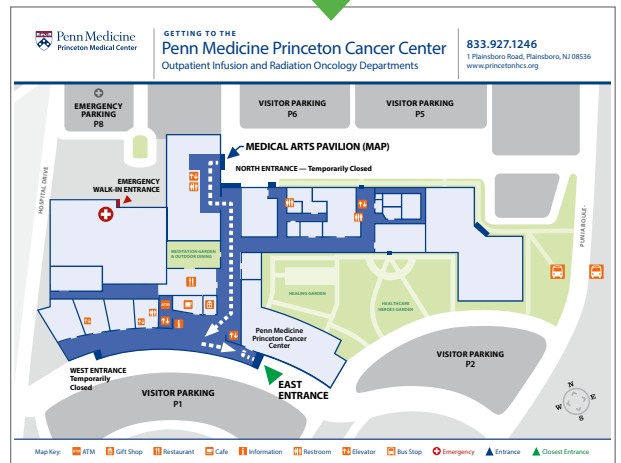 GETTING TO THE
Penn Medicine
Princeton Medical Center
Penn Medicine Princeton Cancer Center
Outpatient Infusion and Radiation Oncology Departments
833.927.1246
1 Plainsboro Road, Plainsboro, NJ 08536
www.princetonhcs.org
EMERGENCY
PARKING
P8
VISITOR PARKING
P6
VISITOR PARKING
P5
MEDICAL ARTS PAVILION (MAP)
NORTH ENTRANCE — Temporarily Closed
EMERGENCY
WALK-IN ENTRANCE
HOSPITAL DRIVE
MEDITATION GARDEN
& OUTDOOR DINING
HEALING GARDEN
HEALTHCARE
HEROES GARDEN
ATM
Penn Medicine
Princeton Cancer
Center
WEST ENTRANCE
Temporarily
Closed
EAST
ENTRANCE
VISITOR PARKING
P1
VISITOR PARKING
P2
N
E
S
W
Map Key:
ATM
Gift Shop
Restaurant
Cafe
Information
Restroom
Elevator
Bus Stop
Emergency
Entrance
Closest Entrance